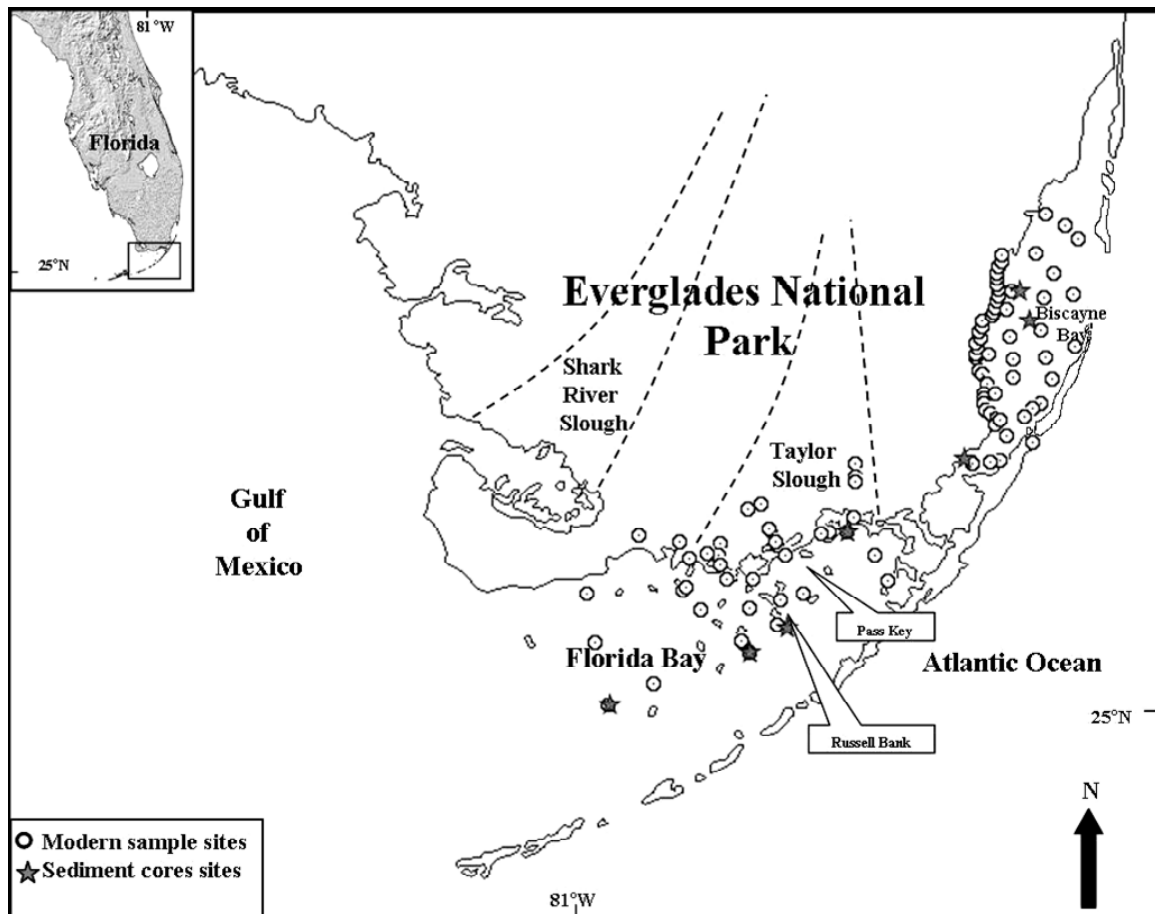 81°W
Florida
25°N
Everglades National
Park
Biscayne
Bay
Shark
River
Slough
Taylor
Slough
Gulf
of
Mexico
Pass Key
Florida Bay
Atlantic Ocean
25°N
Russell Bank
N
Modern sample sites
Sediment cores sites
81°W